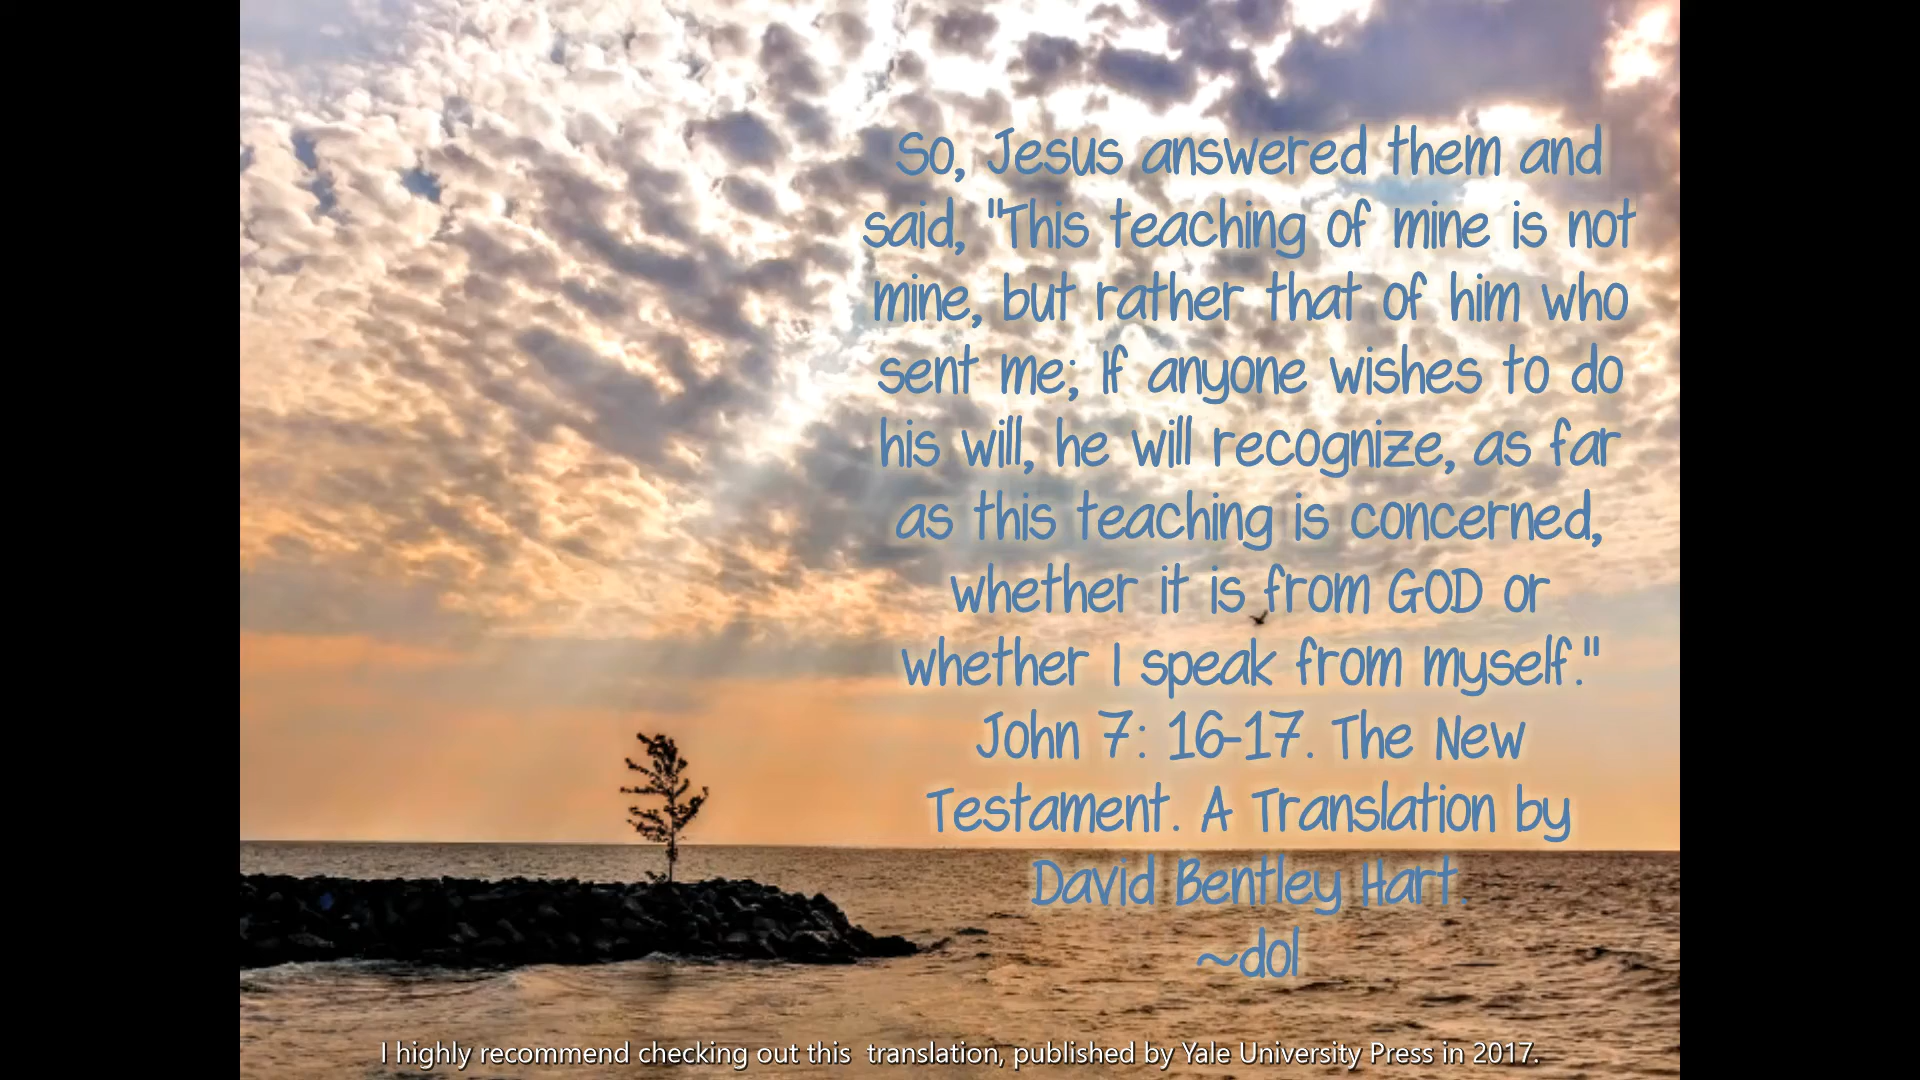 So, Jesus answered them and
said, "This teaching of mine is not
mine, but rather that of him who
sent me; If anyone wishes to do
his will, he will recognize, as far
as this teaching is concerned,
whether it is from GOD or
whether I speak from myself."
John 7: 16-17. The New
Testament. A Translation by
David Bentley Hart.
~dol
I highly recommend checking out this  translation, published by Yale University Press in 2017.